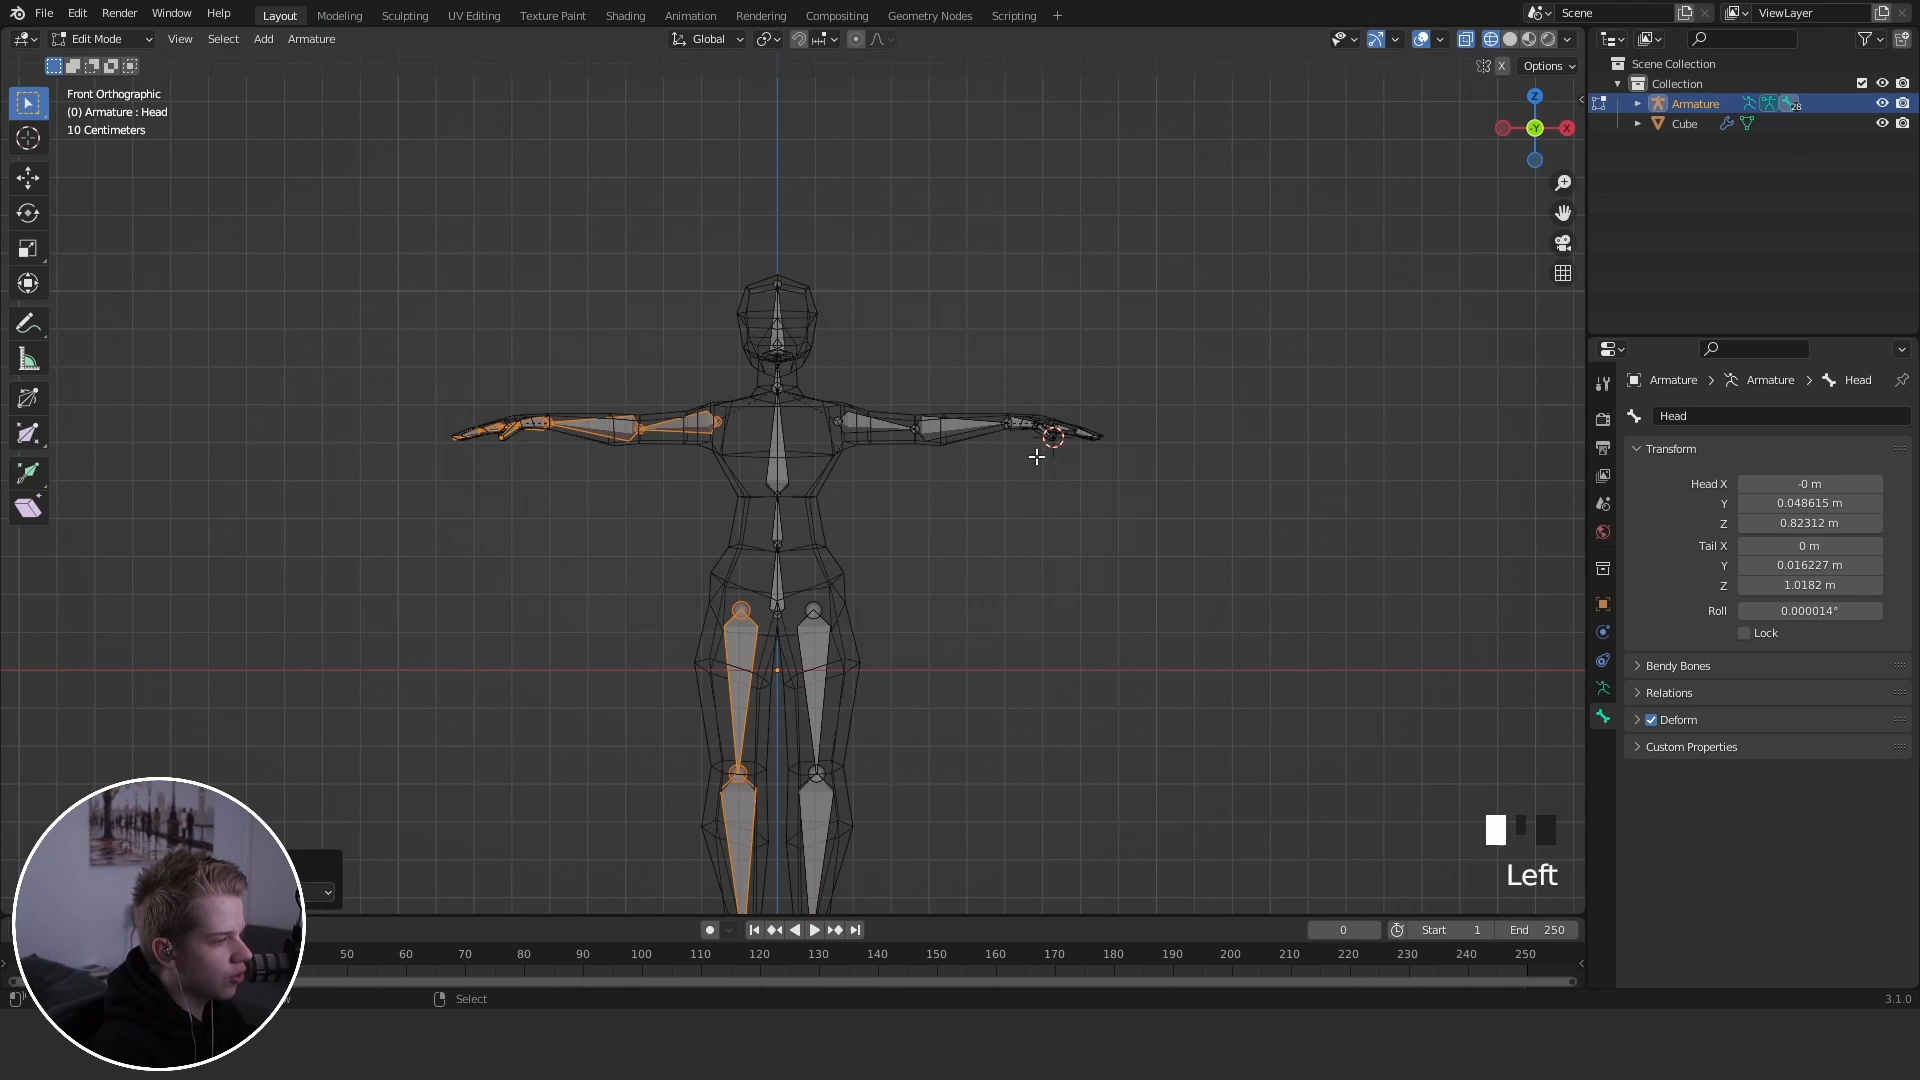 File Edit Render Window Help Layout Modeling Sculpting UV Editing Texture Paint Shading Animation Rendering Compositing Geometry Nodes Scripting + Scene ViewLayer
Edit Mode View Select Add Armature Global
X Options
Front Orthographic
(0) Armature : Head
10 Centimeters
Z
-Y X
Scene Collection
Collection
Armature 28
Cube
Armature > Armature > Head
Head
Transform
Head X -0 m
Y 0.048615 m
Z 0.82312 m
Tail X 0 m
Y 0.016227 m
Z 1.0182 m
Roll 0.000014°
Lock
Bendy Bones
Relations
Deform
Custom Properties
Left
0 Start 1 End 250
50 60 70 80 90 100 110 120 130 140 150 160 170 180 190 200 210 220 230 240 250
Select
3.1.0